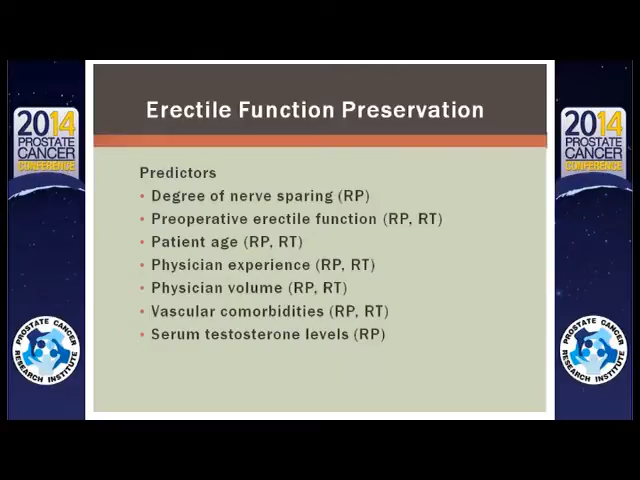 Erectile Function Preservation
2014
PROSTATE
CANCER
CONFERENCE
2014
PROSTATE
CANCER
CONFERENCE
Predictors
• Degree of nerve sparing (RP)
• Preoperative erectile function (RP, RT)
• Patient age (RP, RT)
• Physician experience (RP, RT)
• Physician volume (RP, RT)
• Vascular comorbidities (RP, RT)
• Serum testosterone levels (RP)
PROSTATE CANCER
RESEARCH INSTITUTE
PROSTATE CANCER
RESEARCH INSTITUTE